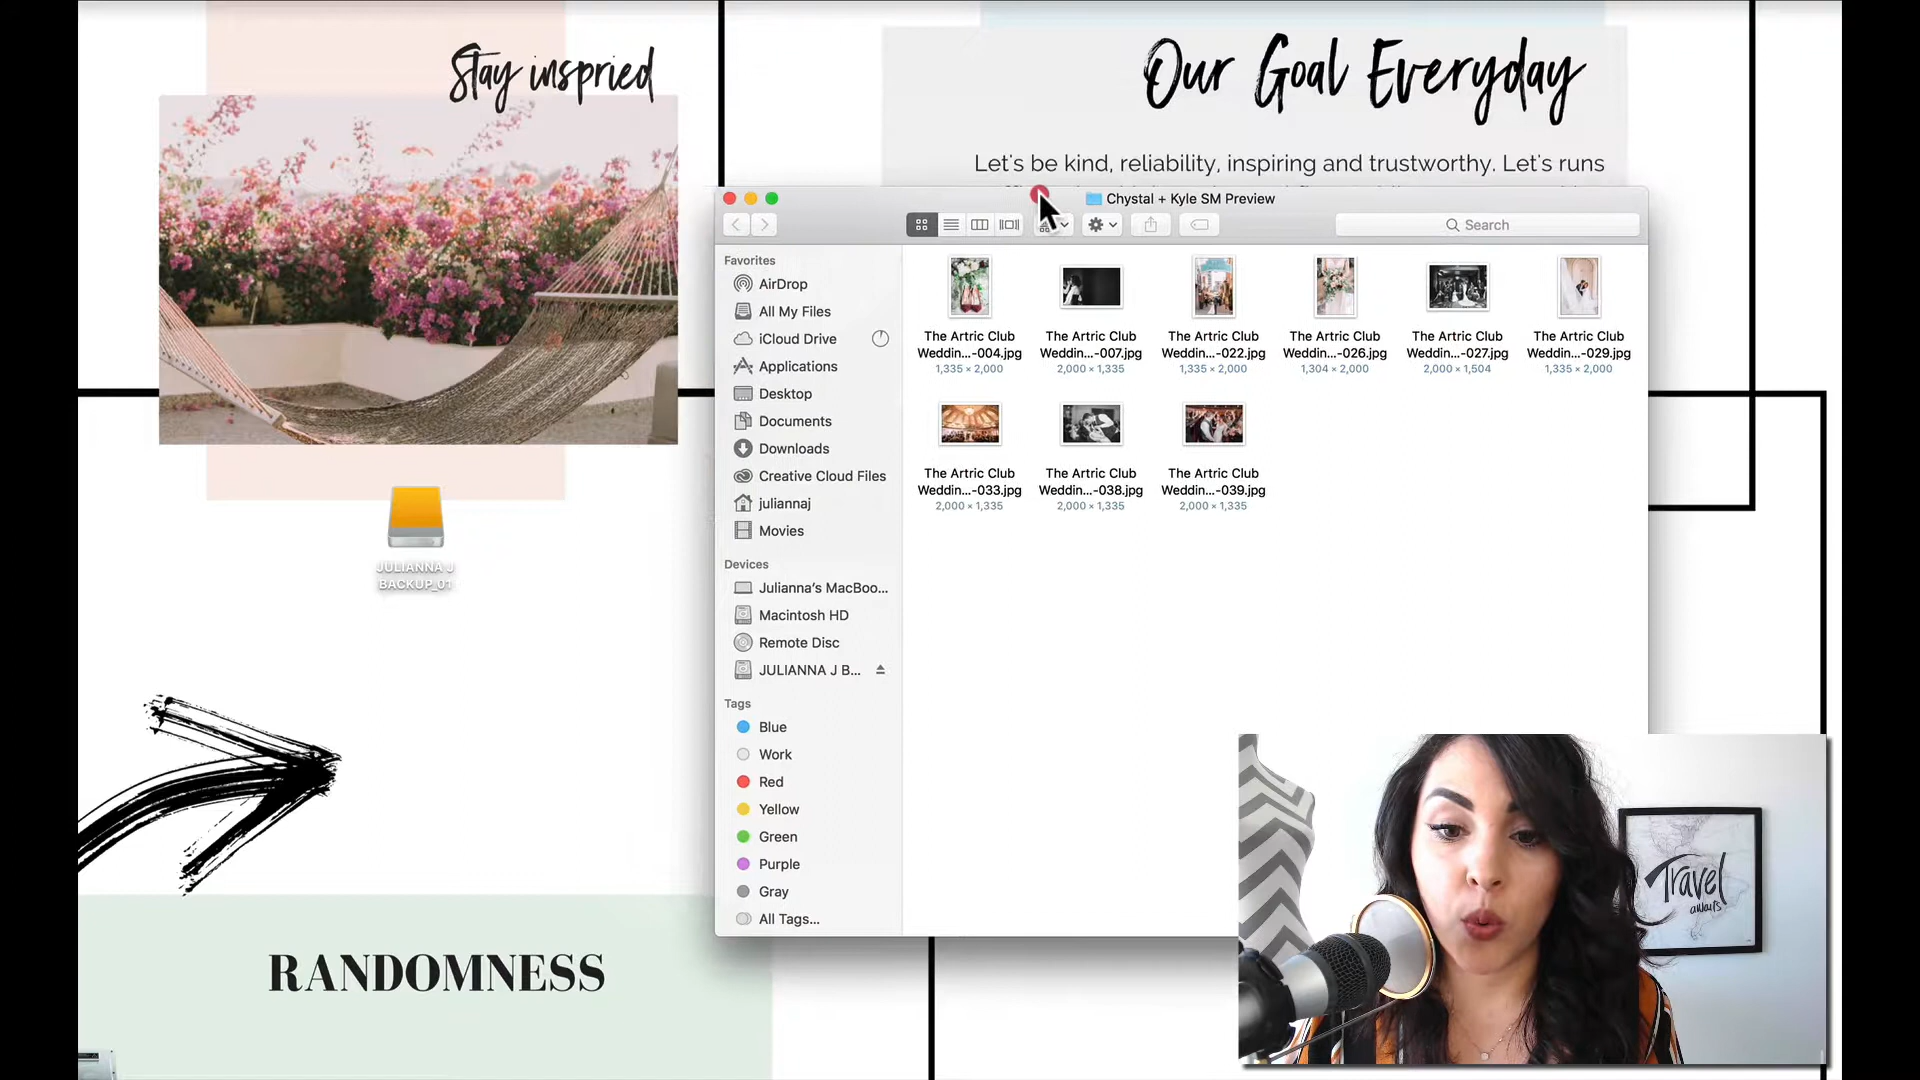 Stay inspried
Our Goal Everyday
Let's be kind, reliability, inspiring and trustworthy. Let's runs
Chystal + Kyle SM Preview
Search
Favorites
AirDrop
All My Files
iCloud Drive
Applications
Desktop
Documents
Downloads
Creative Cloud Files
juliannaj
Movies
Devices
Julianna's MacBoo...
Macintosh HD
Remote Disc
JULIANNA J B...
Tags
Blue
Work
Red
Yellow
Green
Purple
Gray
All Tags...
The Artric Club
Weddin...-004.jpg
1,335 × 2,000
The Artric Club
Weddin...-007.jpg
2,000 × 1,335
The Artric Club
Weddin...-022.jpg
1,335 × 2,000
The Artric Club
Weddin...-026.jpg
1,304 × 2,000
The Artric Club
Weddin...-027.jpg
2,000 × 1,504
The Artric Club
Weddin...-029.jpg
1,335 × 2,000
The Artric Club
Weddin...-033.jpg
2,000 × 1,335
The Artric Club
Weddin...-038.jpg
2,000 × 1,335
The Artric Club
Weddin...-039.jpg
2,000 × 1,335
JULIANNA J
BACKUP_01
RANDOMNESS
Travel
always